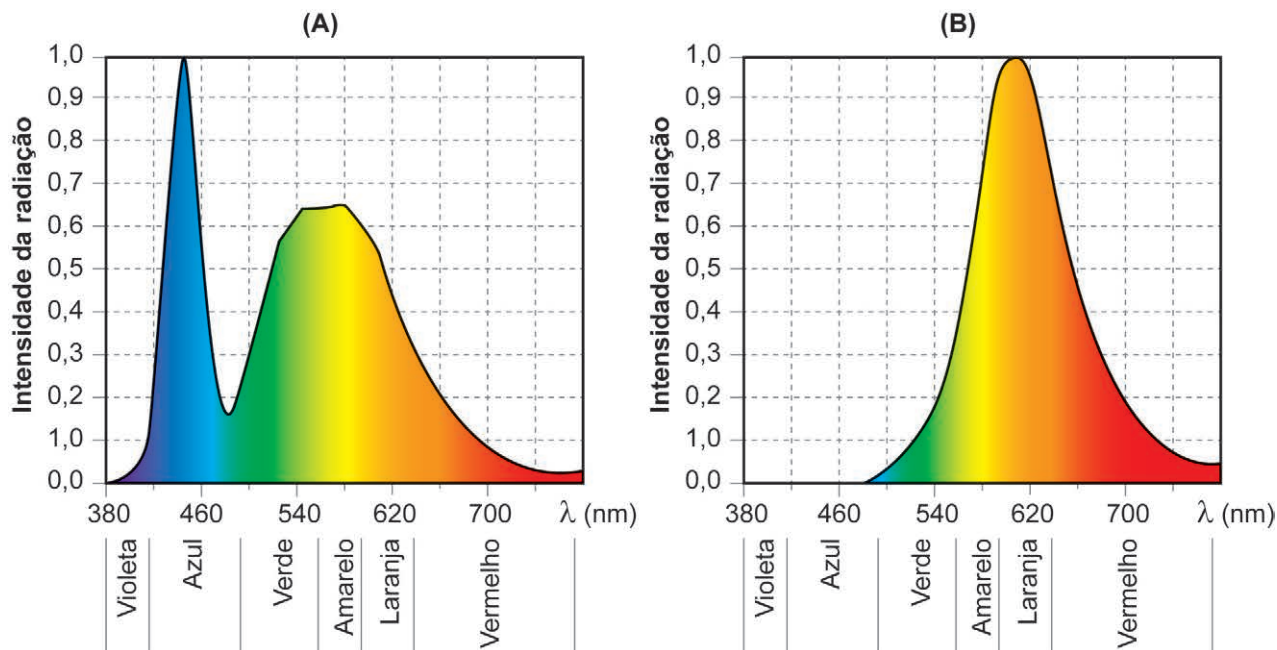 (A)
Intensidade da radiação
1,0
0,9
0,8
0,7
0,6
0,5
0,4
0,3
0,2
1,0
0,0
380 460 540 620 700 λ (nm)
Violeta
Azul
Verde
Amarelo
Laranja
Vermelho
(B)
Intensidade da radiação
1,0
0,9
0,8
0,7
0,6
0,5
0,4
0,3
0,2
1,0
0,0
380 460 540 620 700 λ (nm)
Violeta
Azul
Verde
Amarelo
Laranja
Vermelho